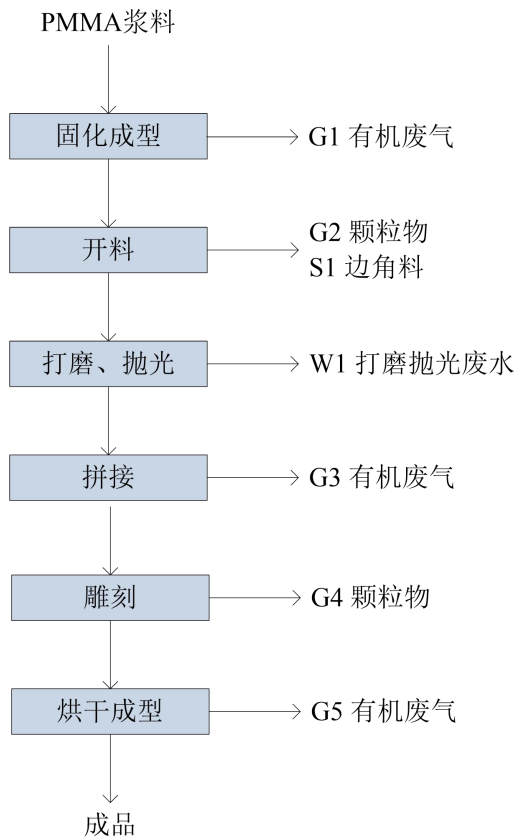 PMMA浆料
固化成型
G1 有机废气
开料
G2 颗粒物
S1 边角料
打磨、抛光
W1 打磨抛光废水
拼接
G3 有机废气
雕刻
G4 颗粒物
烘干成型
G5 有机废气
成品